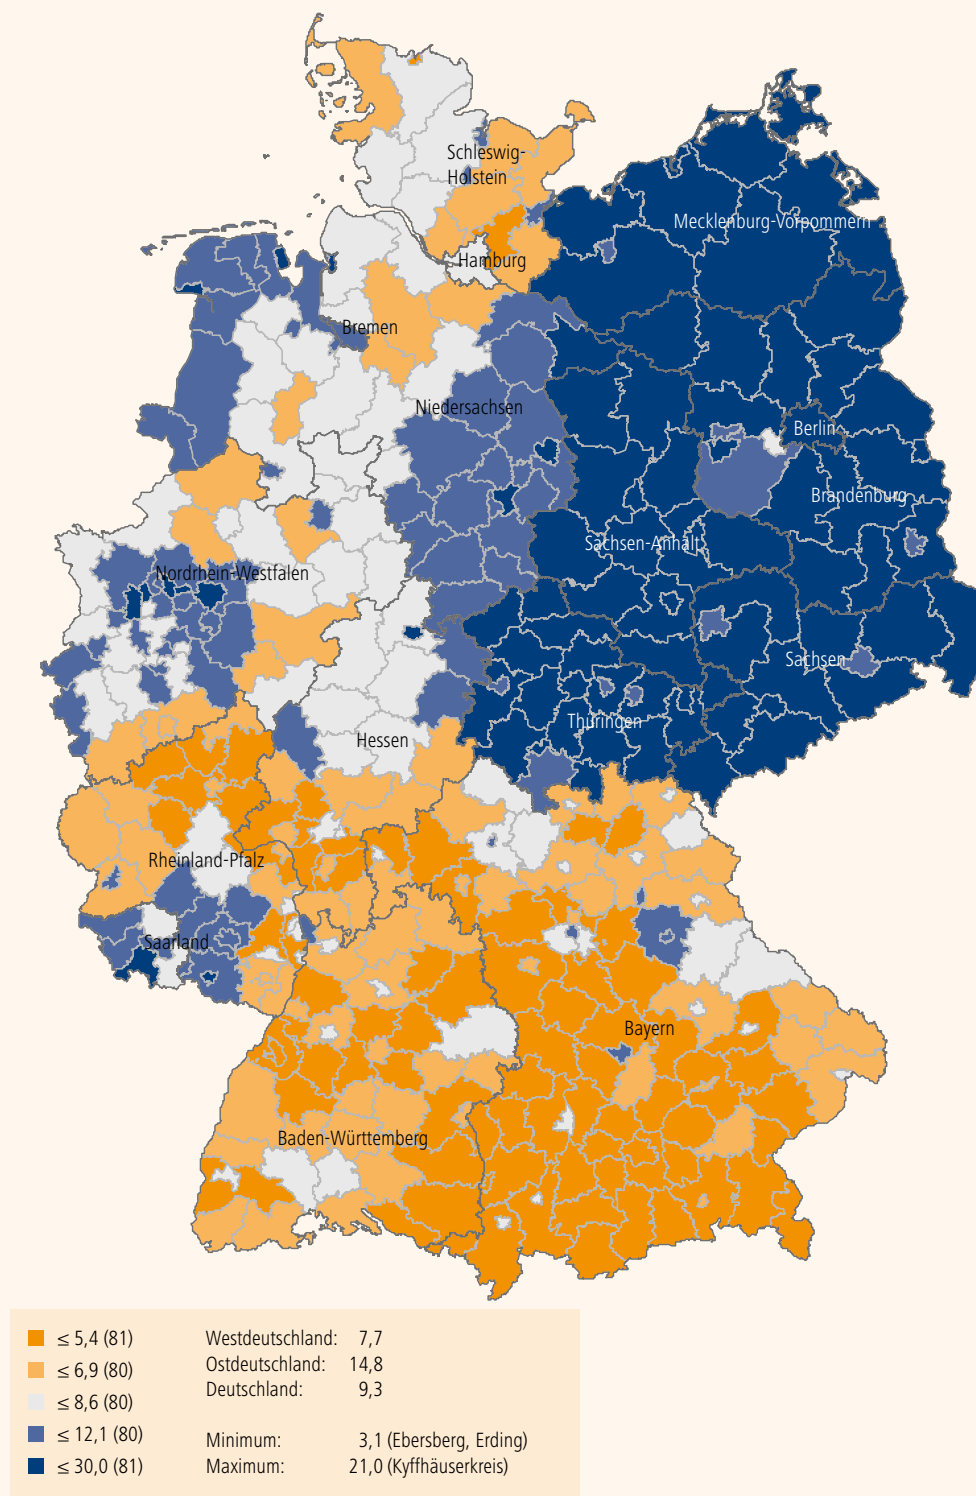 Schleswig-
Holstein
Mecklenburg-Vorpommern
Hamburg
Bremen
Niedersachsen
Berlin
Brandenburg
Sachsen-Anhalt
Nordrhein-Westfalen
Sachsen
Thüringen
Hessen
Rheinland-Pfalz
Saarland
Bayern
Baden-Württemberg
≤ 5,4 (81)
≤ 6,9 (80)
≤ 8,6 (80)
≤ 12,1 (80)
≤ 30,0 (81)
Westdeutschland: 7,7
Ostdeutschland: 14,8
Deutschland: 9,3
Minimum: 3,1 (Ebersberg, Erding)
Maximum: 21,0 (Kyffhäuserkreis)